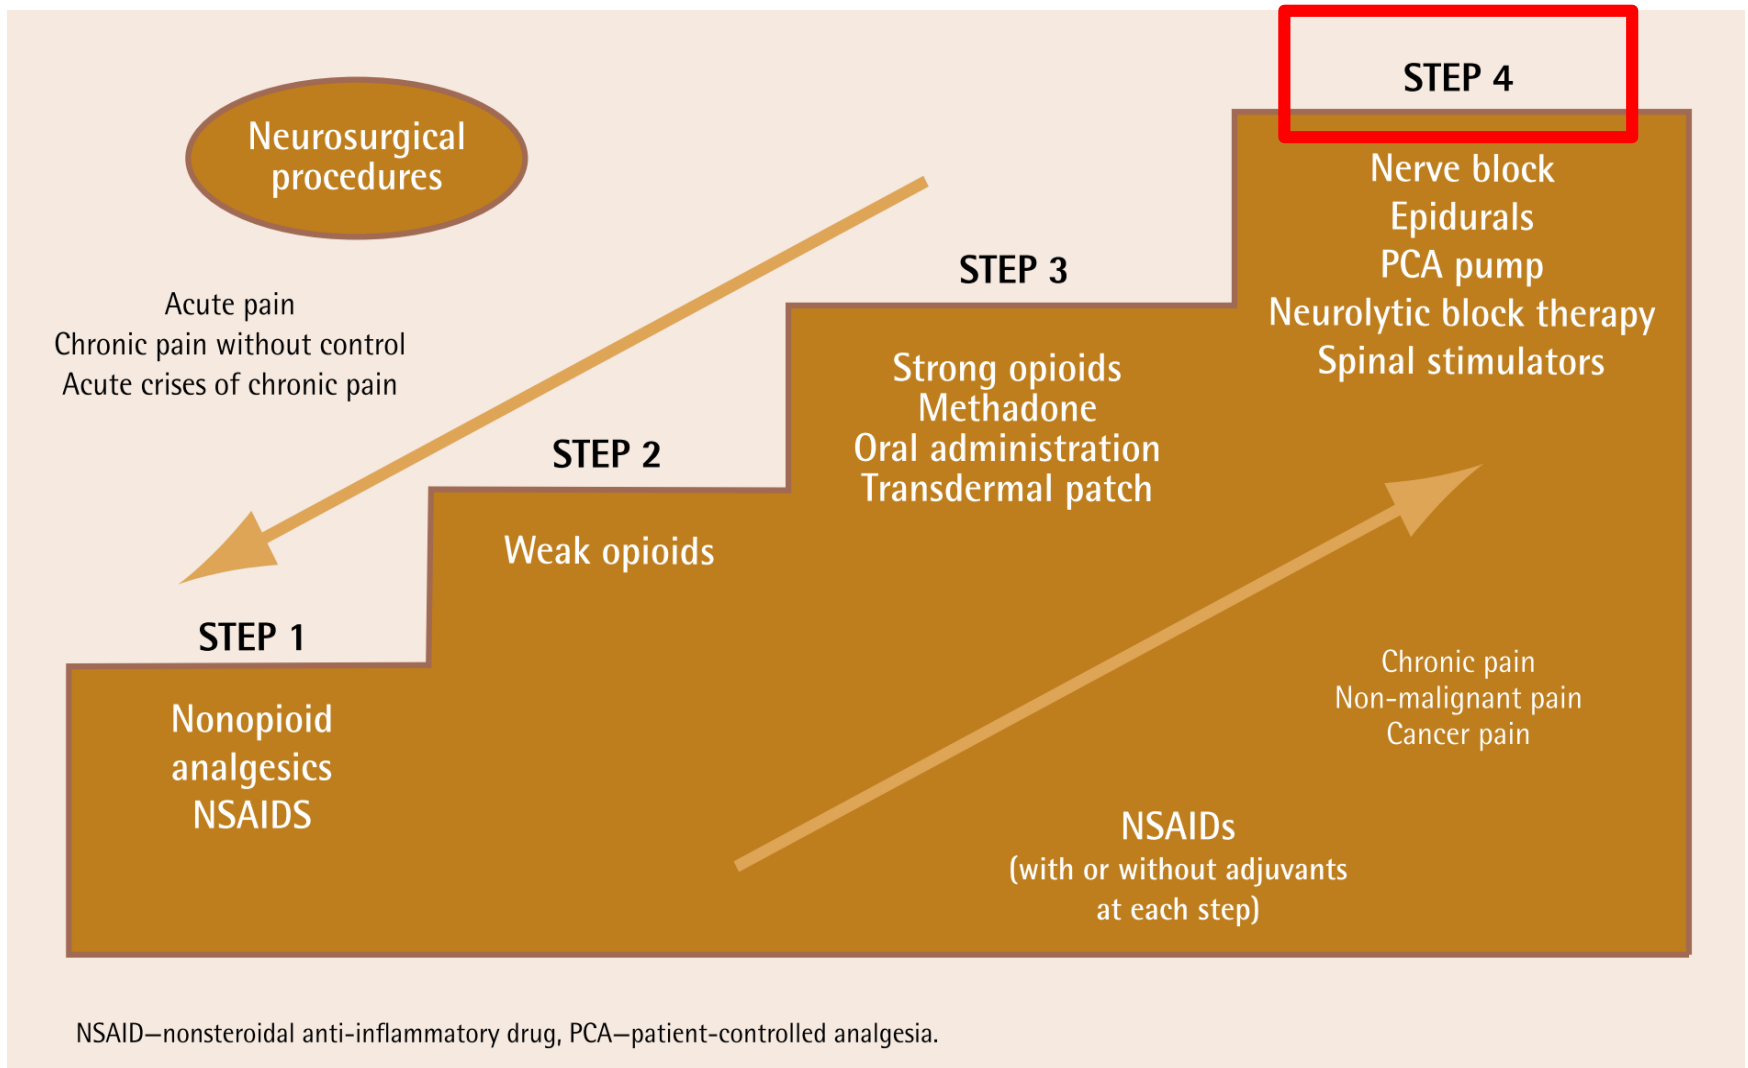 STEP 4
Neurosurgical
procedures
Nerve block
Epidurals
PCA pump
Neurolytic block therapy
Spinal stimulators
STEP 3
Acute pain
Chronic pain without control
Acute crises of chronic pain
Strong opioids
Methadone
Oral administration
Transdermal patch
STEP 2
Weak opioids
STEP 1
Nonopioid
analgesics
NSAIDS
Chronic pain
Non-malignant pain
Cancer pain
NSAIDs
(with or without adjuvants
at each step)
NSAID—nonsteroidal anti-inflammatory drug, PCA—patient-controlled analgesia.